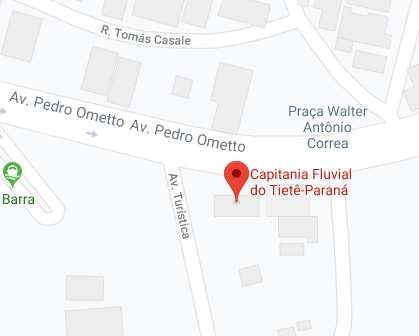 R. Tomás Casale
Av. Pedro Ometto
Av. Pedro Ometto
Praça Walter
Antônio
Correa
Capitania Fluvial
do Tietê-Paraná
Barra
Av. Turística